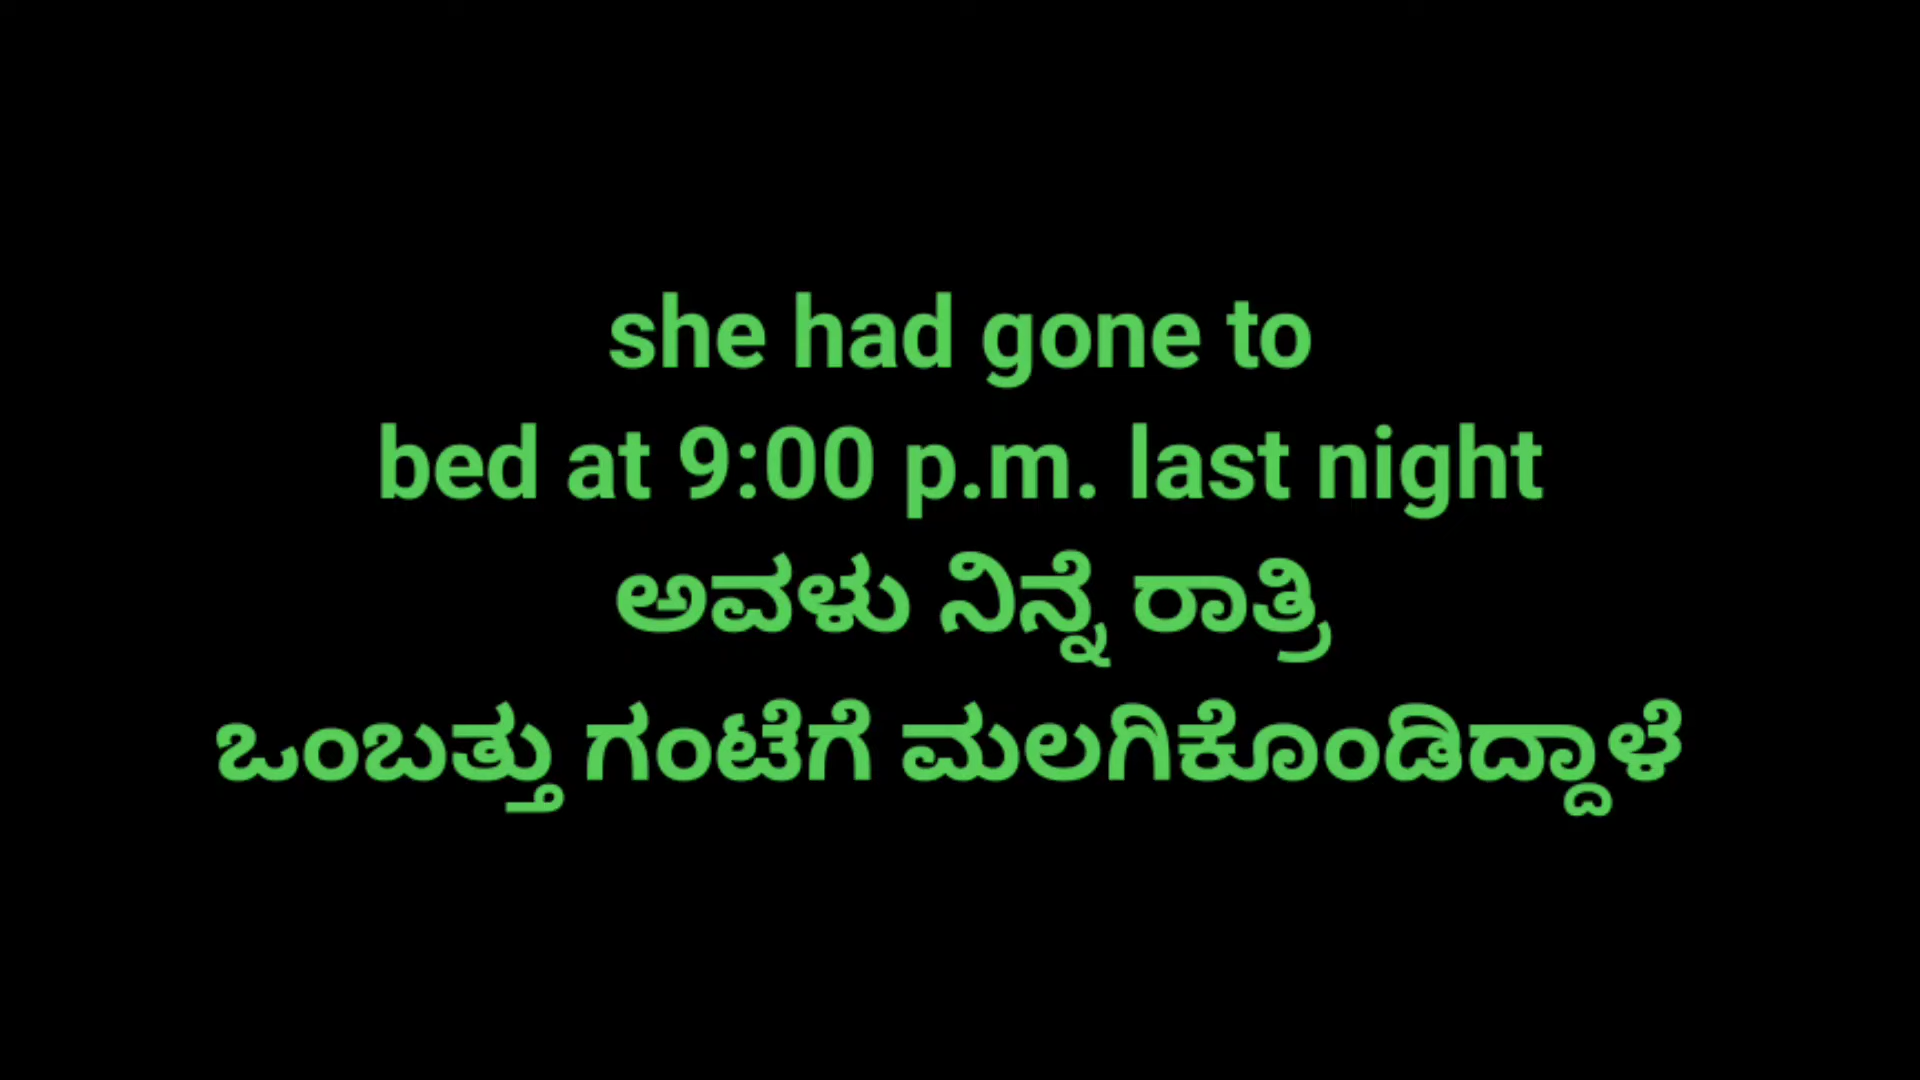 she had gone to
bed at 9:00 p.m. last night
ಅವಳು ನಿನ್ನೆ ರಾತ್ರಿ
ಒಂಬತ್ತು ಗಂಟೆಗೆ ಮಲಗಿಕೊಂಡಿದ್ದಾಳೆ